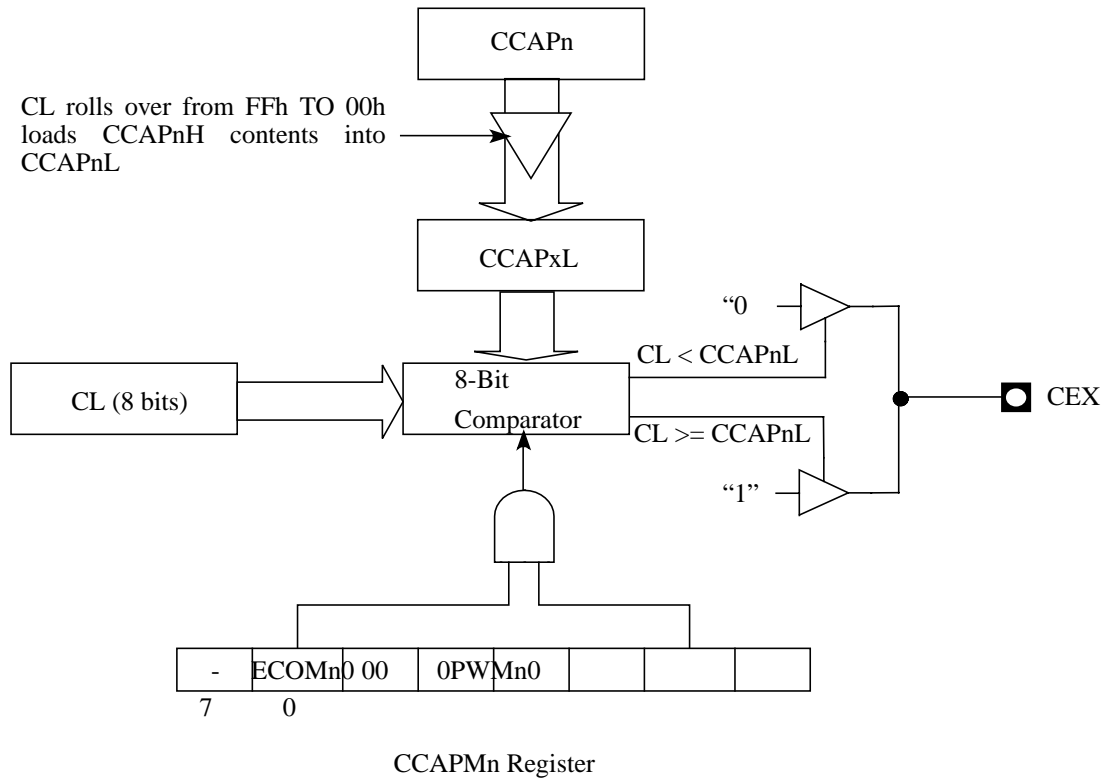 CCAPn
CL rolls over from FFh TO 00h
loads CCAPnH contents into
CCAPnL
CCAPxL
“0
CL < CCAPnL
8-Bit
Comparator
CL (8 bits)
CEX
CL >= CCAPnL
“1”
- ECOMn0 00 0PWMn0
7 0
CCAPMn Register